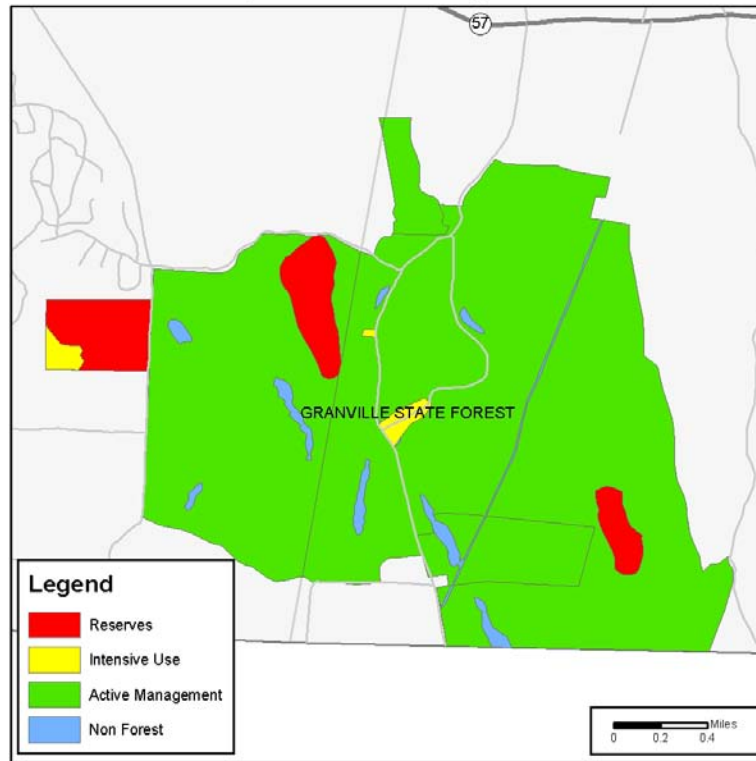 57
GRANVILLE STATE FOREST
Legend
Reserves
Intensive Use
Active Management
Non Forest
Miles
0 0.2 0.4